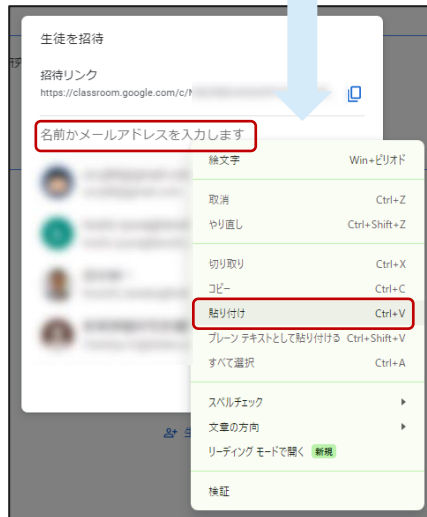 生徒を招待
招待リンク
https://classroom.google.com/c/
名前かメールアドレスを入力します
絵文字 Win+ピリオド
取消 Ctrl+Z
やり直し Ctrl+Shift+Z
切り取り Ctrl+X
コピー Ctrl+C
貼り付け Ctrl+V
プレーン テキストとして貼り付ける Ctrl+Shift+V
すべて選択 Ctrl+A
スペルチェック
文章の方向
リーディング モードで開く 新規
検証